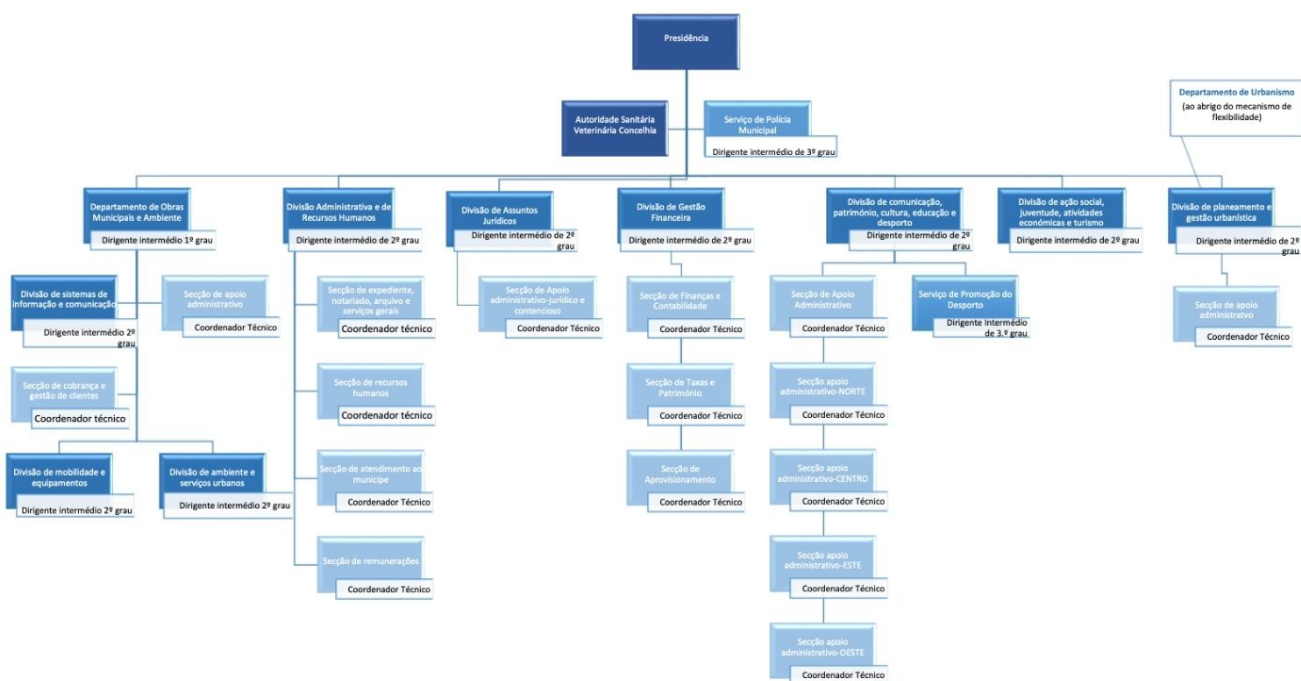 Presidência
Autoridade Sanitária
Veterinária Concelhia
Serviço de Polícia
Municipal
Dirigente intermédio de 3º grau
Departamento de Urbanismo
(ao abrigo do mecanismo de
flexibilidade)
Departamento de Obras
Municipais e Ambiente
Dirigente intermédio 1º grau
Divisão Administrativa e de
Recursos Humanos
Dirigente intermédio de 2º grau
Divisão de Assuntos
Jurídicos
Dirigente intermédio de 2º
grau
Divisão de Gestão
Financeira
Dirigente intermédio de 2º grau
Divisão de comunicação,
património, cultura, educação e
desporto
Dirigente intermédio de 2º
grau
Divisão de ação social,
juventude, atividades
económicas e turismo
Dirigente intermédio de 2º grau
Divisão de planeamento e
gestão urbanística
Dirigente intermédio de 2º
grau
Divisão de sistemas de
informação e comunicação
Dirigente intermédio 2º
grau
Secção de apoio
administrativo
Coordenador Técnico
Secção de expediente,
notariado, arquivo e
serviços gerais
Coordenador técnico
Secção de Apoio
administrativo-jurídico e
contencioso
Coordenador Técnico
Secção de Finanças e
Contabilidade
Coordenador Técnico
Secção de Apoio
Administrativo
Coordenador Técnico
Serviço de Promoção do
Desporto
Dirigente Intermédio
de 3.º grau
Secção de apoio
administrativo
Coordenador Técnico
Secção de cobrança e
gestão de clientes
Coordenador técnico
Secção de recursos
humanos
Coordenador técnico
Secção de Taxas e
Património
Coordenador Técnico
Secção apoio
administrativo-NORTE
Coordenador Técnico
Divisão de mobilidade e
equipamentos
Dirigente intermédio 2º grau
Divisão de ambiente e
serviços urbanos
Dirigente intermédio 2º grau
Secção de atendimento ao
munícipe
Coordenador Técnico
Secção de
Aprovisionamento
Coordenador Técnico
Secção apoio
administrativo-CENTRO
Coordenador Técnico
Secção de remunerações
Coordenador Técnico
Secção apoio
administrativo-ESTE
Coordenador Técnico
Secção apoio
administrativo-OESTE
Coordenador Técnico